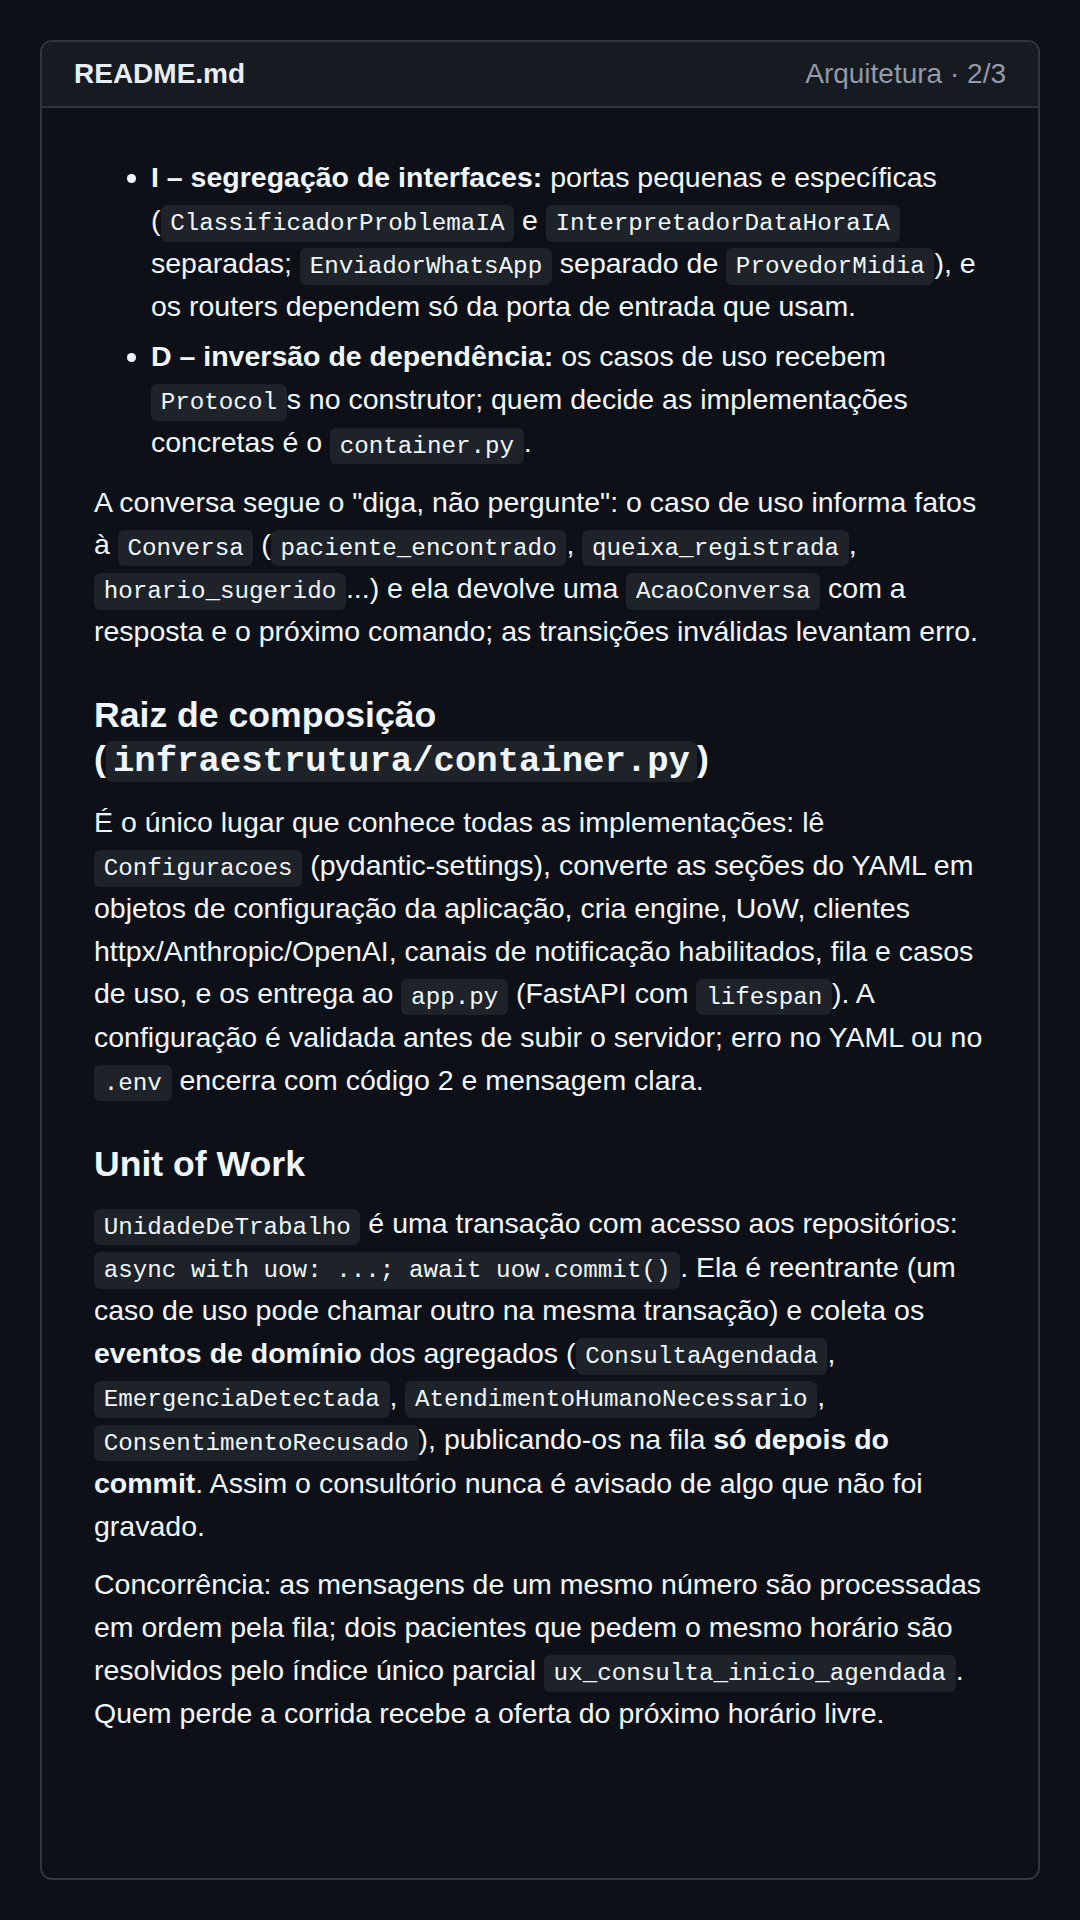 README.md
Arquitetura · 2/3
• I – segregação de interfaces: portas pequenas e específicas
(ClassificadorProblemaIA e InterpretadorDataHoraIA
separadas; EnviadorWhatsApp separado de ProvedorMidia), e
os routers dependem só da porta de entrada que usam.
• D – inversão de dependência: os casos de uso recebem
Protocols no construtor; quem decide as implementações
concretas é o container.py.
A conversa segue o "diga, não pergunte": o caso de uso informa fatos
à Conversa (paciente_encontrado, queixa_registrada,
horario_sugerido...) e ela devolve uma AcaoConversa com a
resposta e o próximo comando; as transições inválidas levantam erro.
Raiz de composição
(infraestrutura/container.py)
É o único lugar que conhece todas as implementações: lê
Configuracoes (pydantic-settings), converte as seções do YAML em
objetos de configuração da aplicação, cria engine, UoW, clientes
httpx/Anthropic/OpenAI, canais de notificação habilitados, fila e casos
de uso, e os entrega ao app.py (FastAPI com lifespan). A
configuração é validada antes de subir o servidor; erro no YAML ou no
.env encerra com código 2 e mensagem clara.
Unit of Work
UnidadeDeTrabalho é uma transação com acesso aos repositórios:
async with uow: ...; await uow.commit(). Ela é reentrante (um
caso de uso pode chamar outro na mesma transação) e coleta os
eventos de domínio dos agregados (ConsultaAgendada,
EmergenciaDetectada, AtendimentoHumanoNecessario,
ConsentimentoRecusado), publicando-os na fila só depois do
commit. Assim o consultório nunca é avisado de algo que não foi
gravado.
Concorrência: as mensagens de um mesmo número são processadas
em ordem pela fila; dois pacientes que pedem o mesmo horário são
resolvidos pelo índice único parcial ux_consulta_inicio_agendada.
Quem perde a corrida recebe a oferta do próximo horário livre.